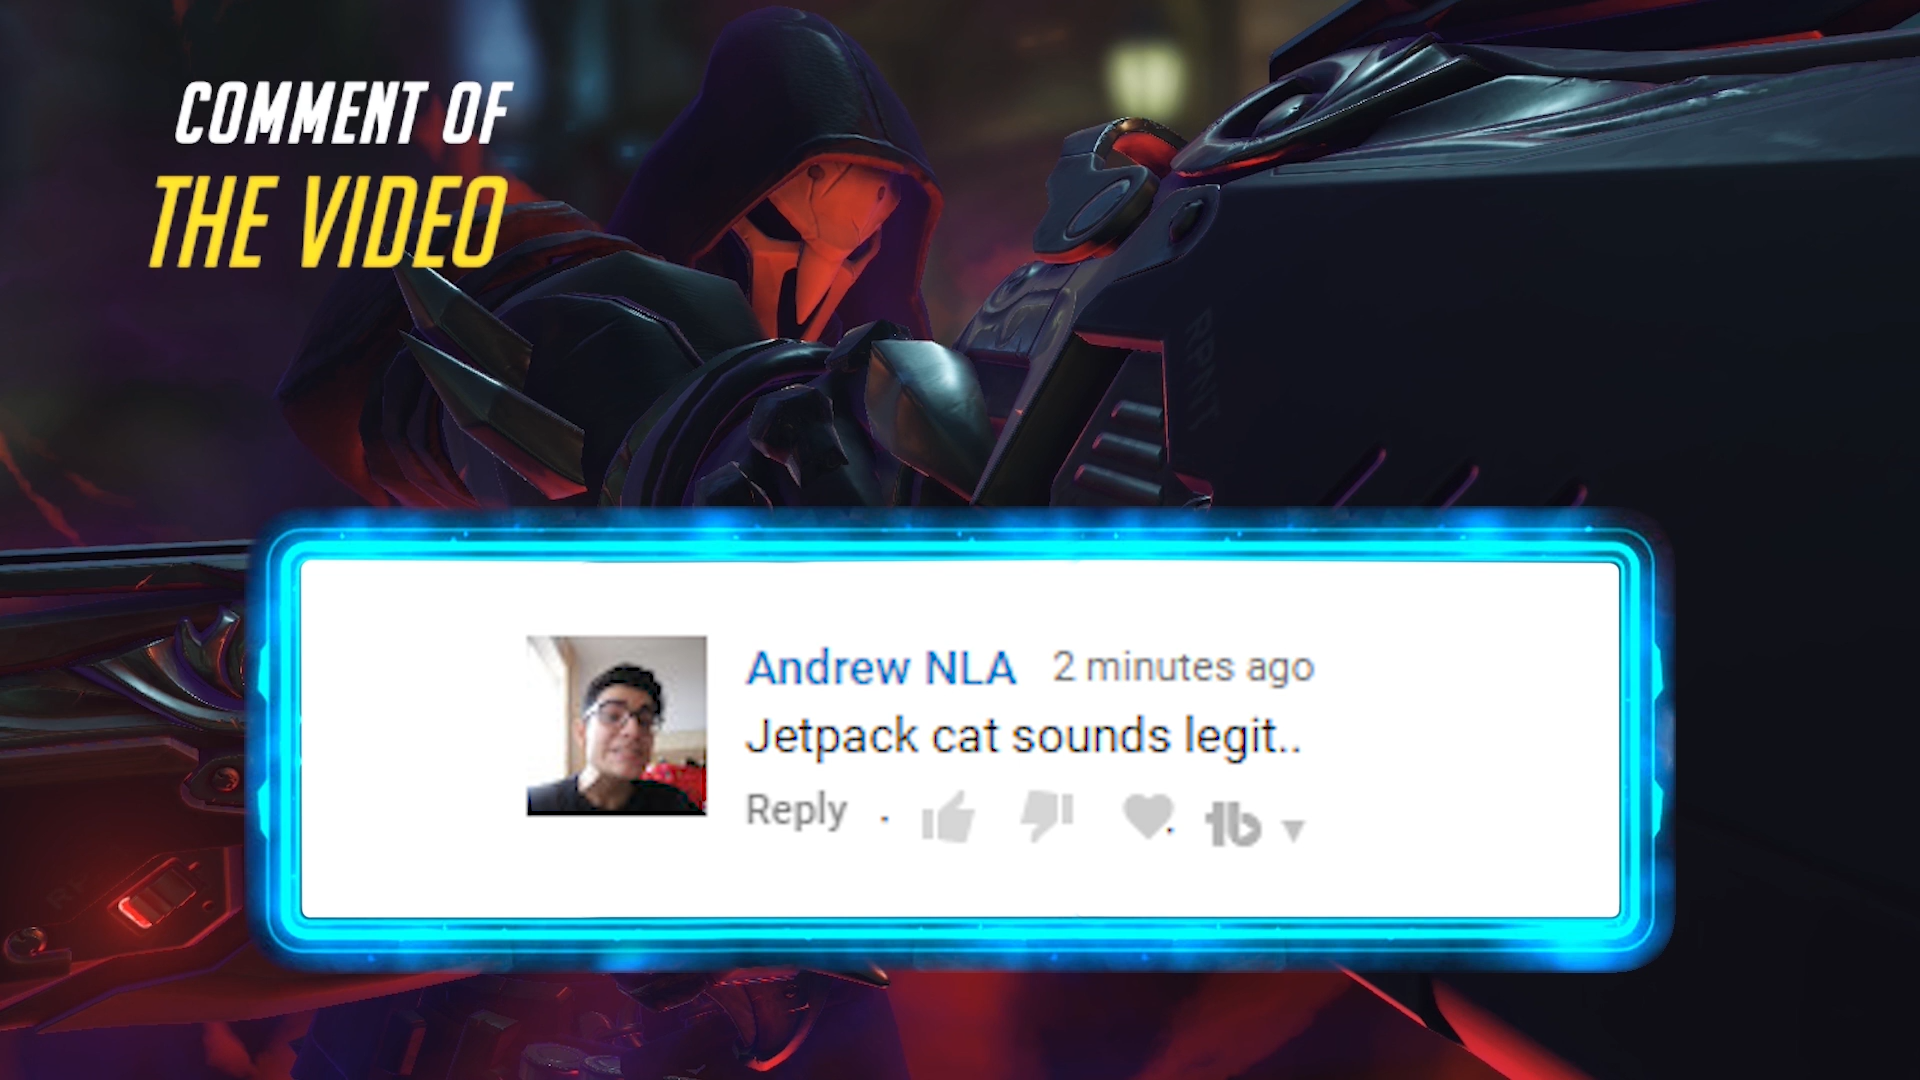 COMMENT OF
THE VIDEO
Andrew NLA 2 minutes ago
Jetpack cat sounds legit..
Reply